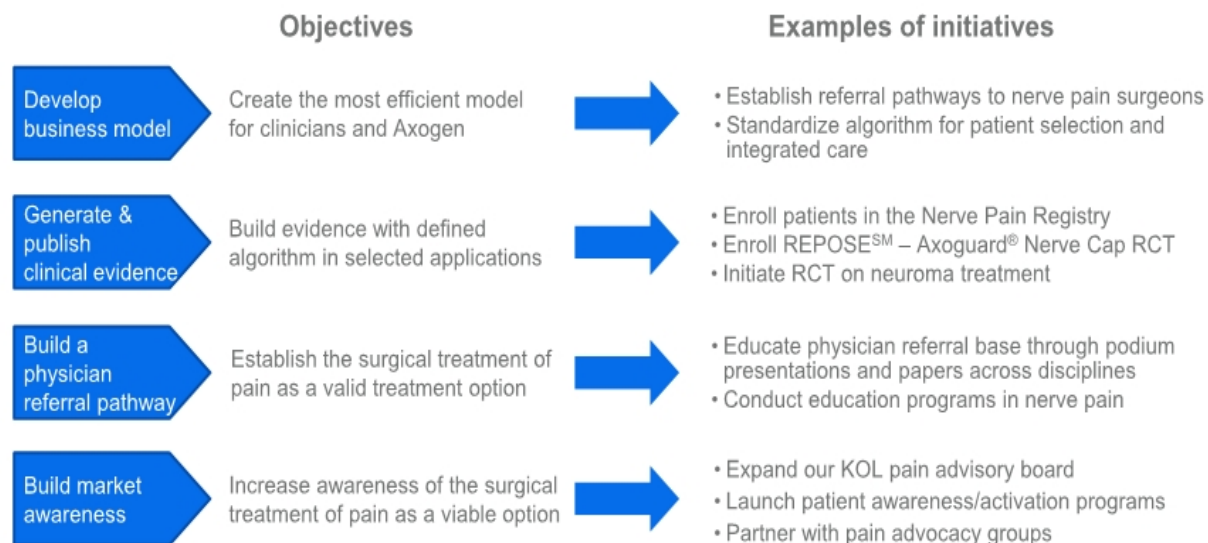 Objectives
Examples of initiatives
Develop
business model
Create the most efficient model
for clinicians and Axogen
• Establish referral pathways to nerve pain surgeons
• Standardize algorithm for patient selection and
integrated care
Generate &
publish
clinical evidence
Build evidence with defined
algorithm in selected applications
• Enroll patients in the Nerve Pain Registry
• Enroll REPOSE℠ – Axoguard® Nerve Cap RCT
• Initiate RCT on neuroma treatment
Build a
physician
referral pathway
Establish the surgical treatment of
pain as a valid treatment option
• Educate physician referral base through podium
presentations and papers across disciplines
• Conduct education programs in nerve pain
Build market
awareness
Increase awareness of the surgical
treatment of pain as a viable option
• Expand our KOL pain advisory board
• Launch patient awareness/activation programs
• Partner with pain advocacy groups